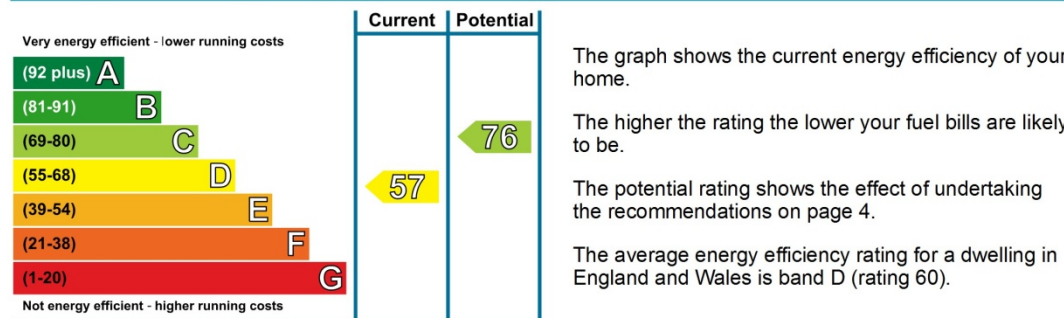 Current Potential
Very energy efficient - lower running costs
(92 plus) A
(81-91) B
(69-80) C
(55-68) D
(39-54) E
(21-38) F
(1-20) G
Not energy efficient - higher running costs
57
76
The graph shows the current energy efficiency of your
home.
The higher the rating the lower your fuel bills are likely
to be.
The potential rating shows the effect of undertaking
the recommendations on page 4.
The average energy efficiency rating for a dwelling in
England and Wales is band D (rating 60).